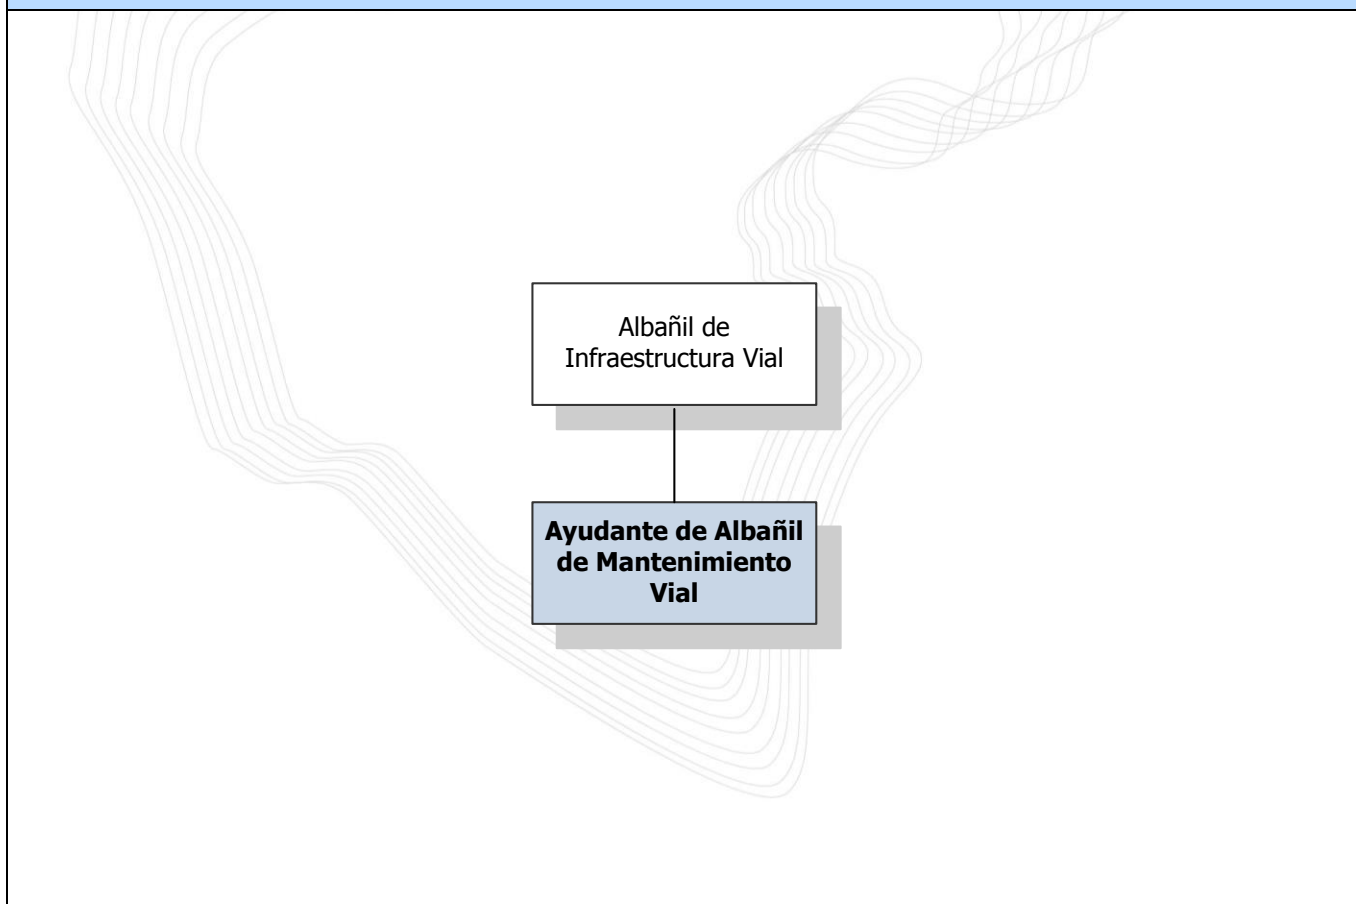 Albañil de
Infraestructura Vial
Ayudante de Albañil
de Mantenimiento
Vial